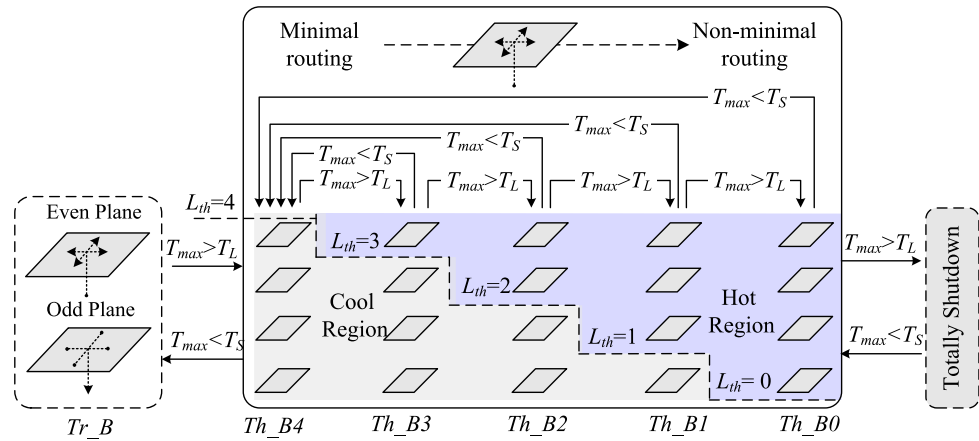 Minimal
routing
Non-minimal
routing
T_max<T_S
T_max<T_S
T_max<T_S
T_max<T_S
T_max>T_L
T_max>T_L
T_max>T_L
T_max>T_L
L_th=4
Even Plane
Odd Plane
Tr_B
T_max>T_L
T_max<T_S
L_th=3
L_th=2
L_th=1
L_th= 0
Cool
Region
Hot
Region
T_max>T_L
T_max<T_S
Totally Shutdown
Th_B4
Th_B3
Th_B2
Th_B1
Th_B0